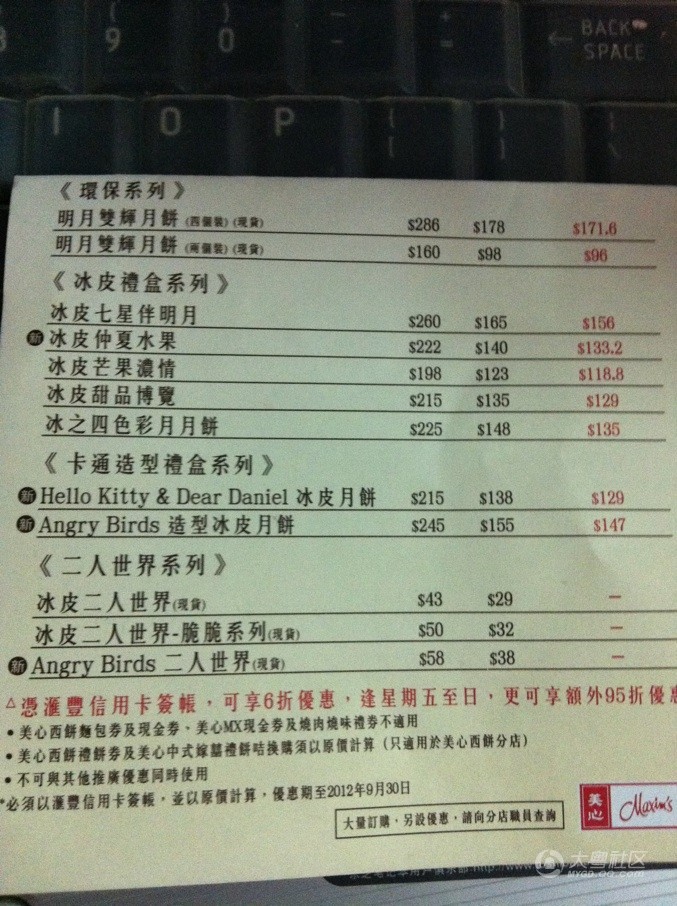 9
0
BACK
SPACE
I O P
《 環保系列 》
明月雙輝月餅 (四個裝) (現貨) $286 $178 $171.6
明月雙輝月餅 (兩個裝) (現貨) $160 $98 $96
《 冰皮禮盒系列 》
冰皮七星伴明月 $260 $165 $156
新 冰皮仲夏水果 $222 $140 $133.2
冰皮芒果濃情 $198 $123 $118.8
冰皮甜品博覽 $215 $135 $129
冰之四色彩月月餅 $225 $148 $135
《 卡通造型禮盒系列 》
新 Hello Kitty & Dear Daniel 冰皮月餅 $215 $138 $129
新 Angry Birds 造型冰皮月餅 $245 $155 $147
《 二人世界系列 》
冰皮二人世界(現貨) $43 $29 –
冰皮二人世界-脆脆系列(現貨) $50 $32 –
新 Angry Birds 二人世界(現貨) $58 $38 –
△憑滙豐信用卡簽帳，可享6折優惠，逢星期五至日，更可享額外95折優惠
• 美心西餅麵包券及現金券、美心MX現金券及燒肉燒味禮券不適用
• 美心西餅禮餅券及美心中式嫁囍禮餅咭換購須以原價計算（只適用於美心西餅分店）
• 不可與其他推廣優惠同時使用
*必須以滙豐信用卡簽帳，並以原價計算，優惠期至2012年9月30日
大量訂購，另設優惠，請向分店職員查詢
美心 Maxim's
大粤社区
MYGD.QQ.COM